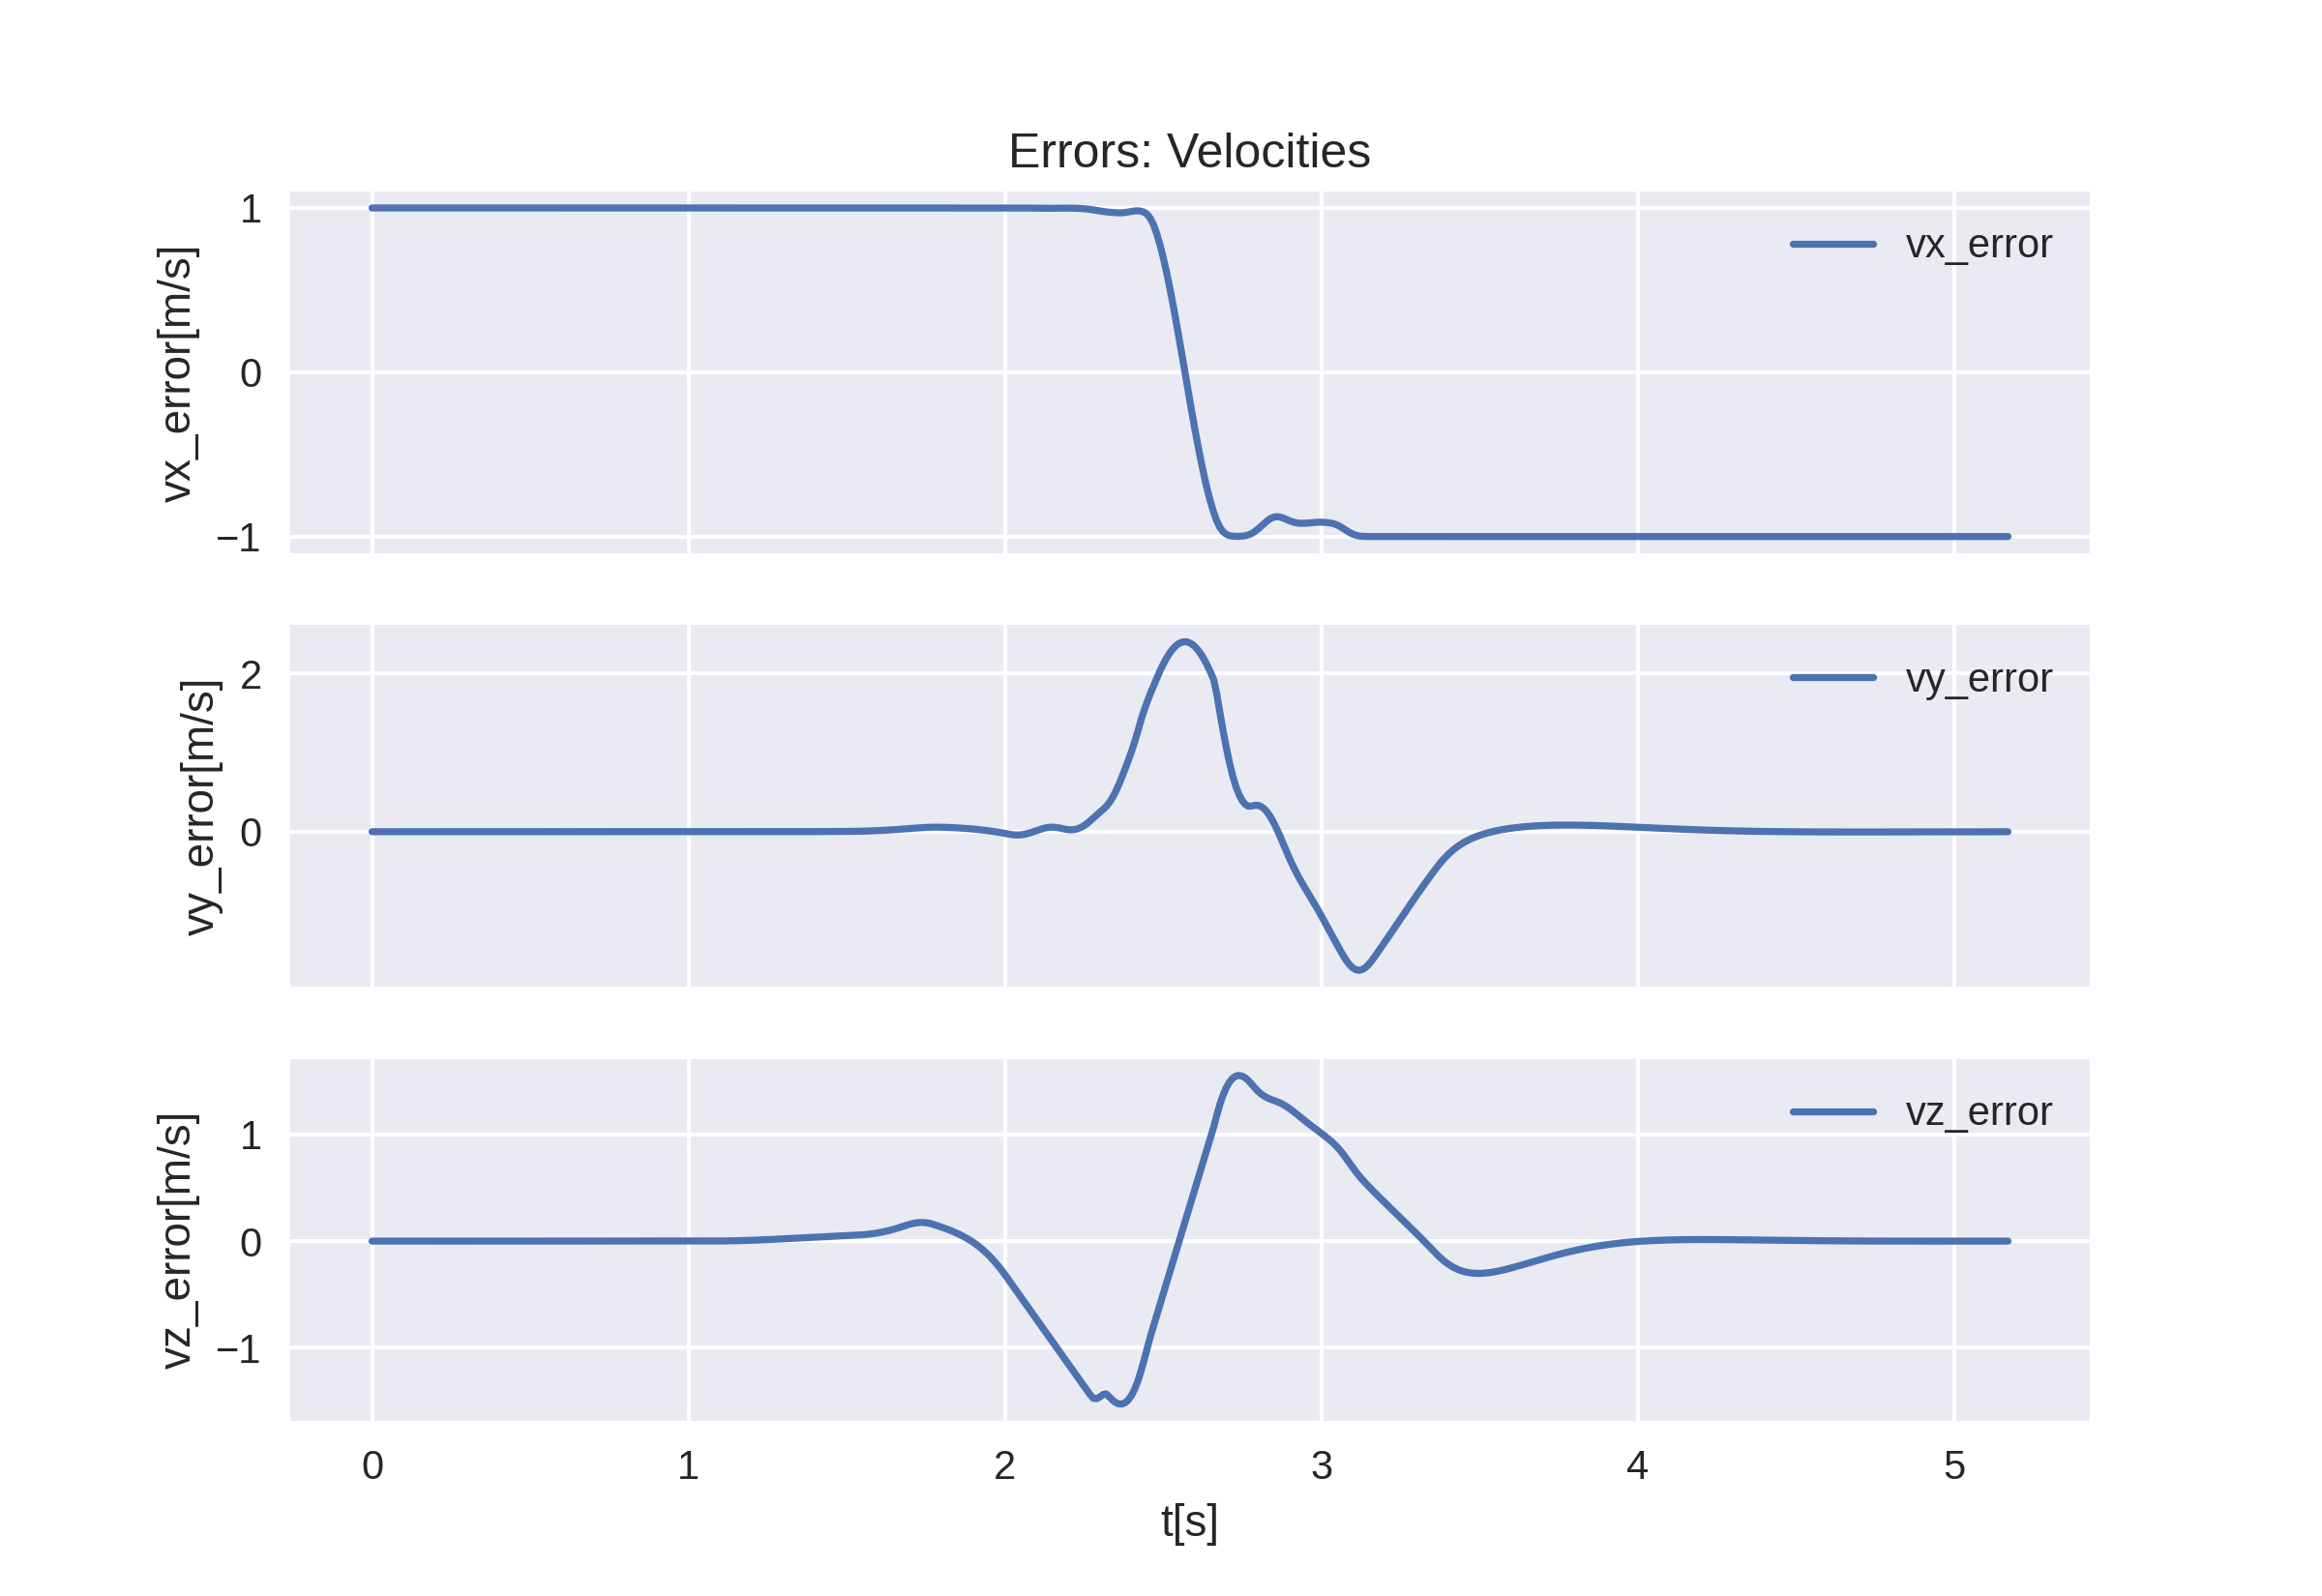 Errors: Velocities
vx_error[m/s]
1
0
−1
vx_error
vy_error[m/s]
2
0
vy_error
vz_error[m/s]
1
0
−1
vz_error
0 1 2 3 4 5
t[s]